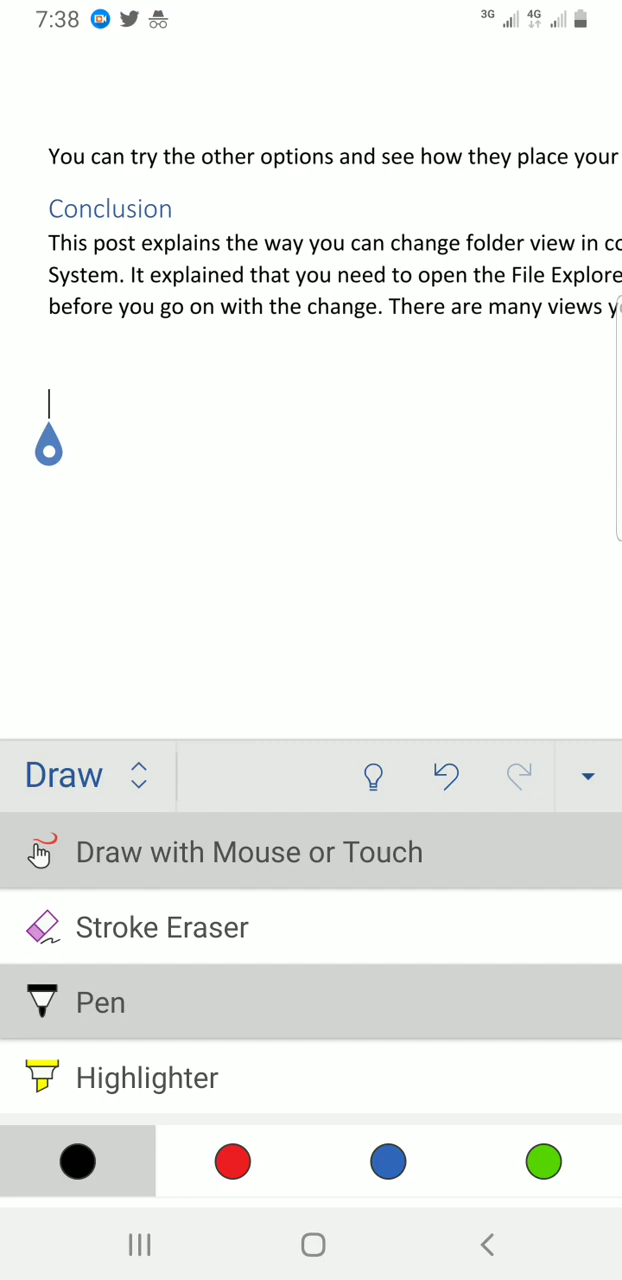 7:38
3G 4G
You can try the other options and see how they place your
Conclusion
This post explains the way you can change folder view in co
System. It explained that you need to open the File Explore
before you go on with the change. There are many views y
Draw
Draw with Mouse or Touch
Stroke Eraser
Pen
Highlighter